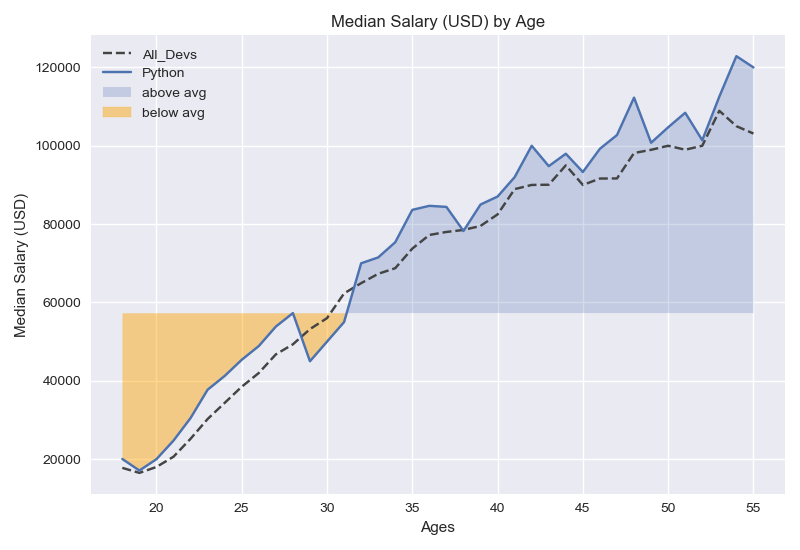 Median Salary (USD) by Age
All_Devs
Python
above avg
below avg
Median Salary (USD)
120000
100000
80000
60000
40000
20000
20 25 30 35 40 45 50 55
Ages